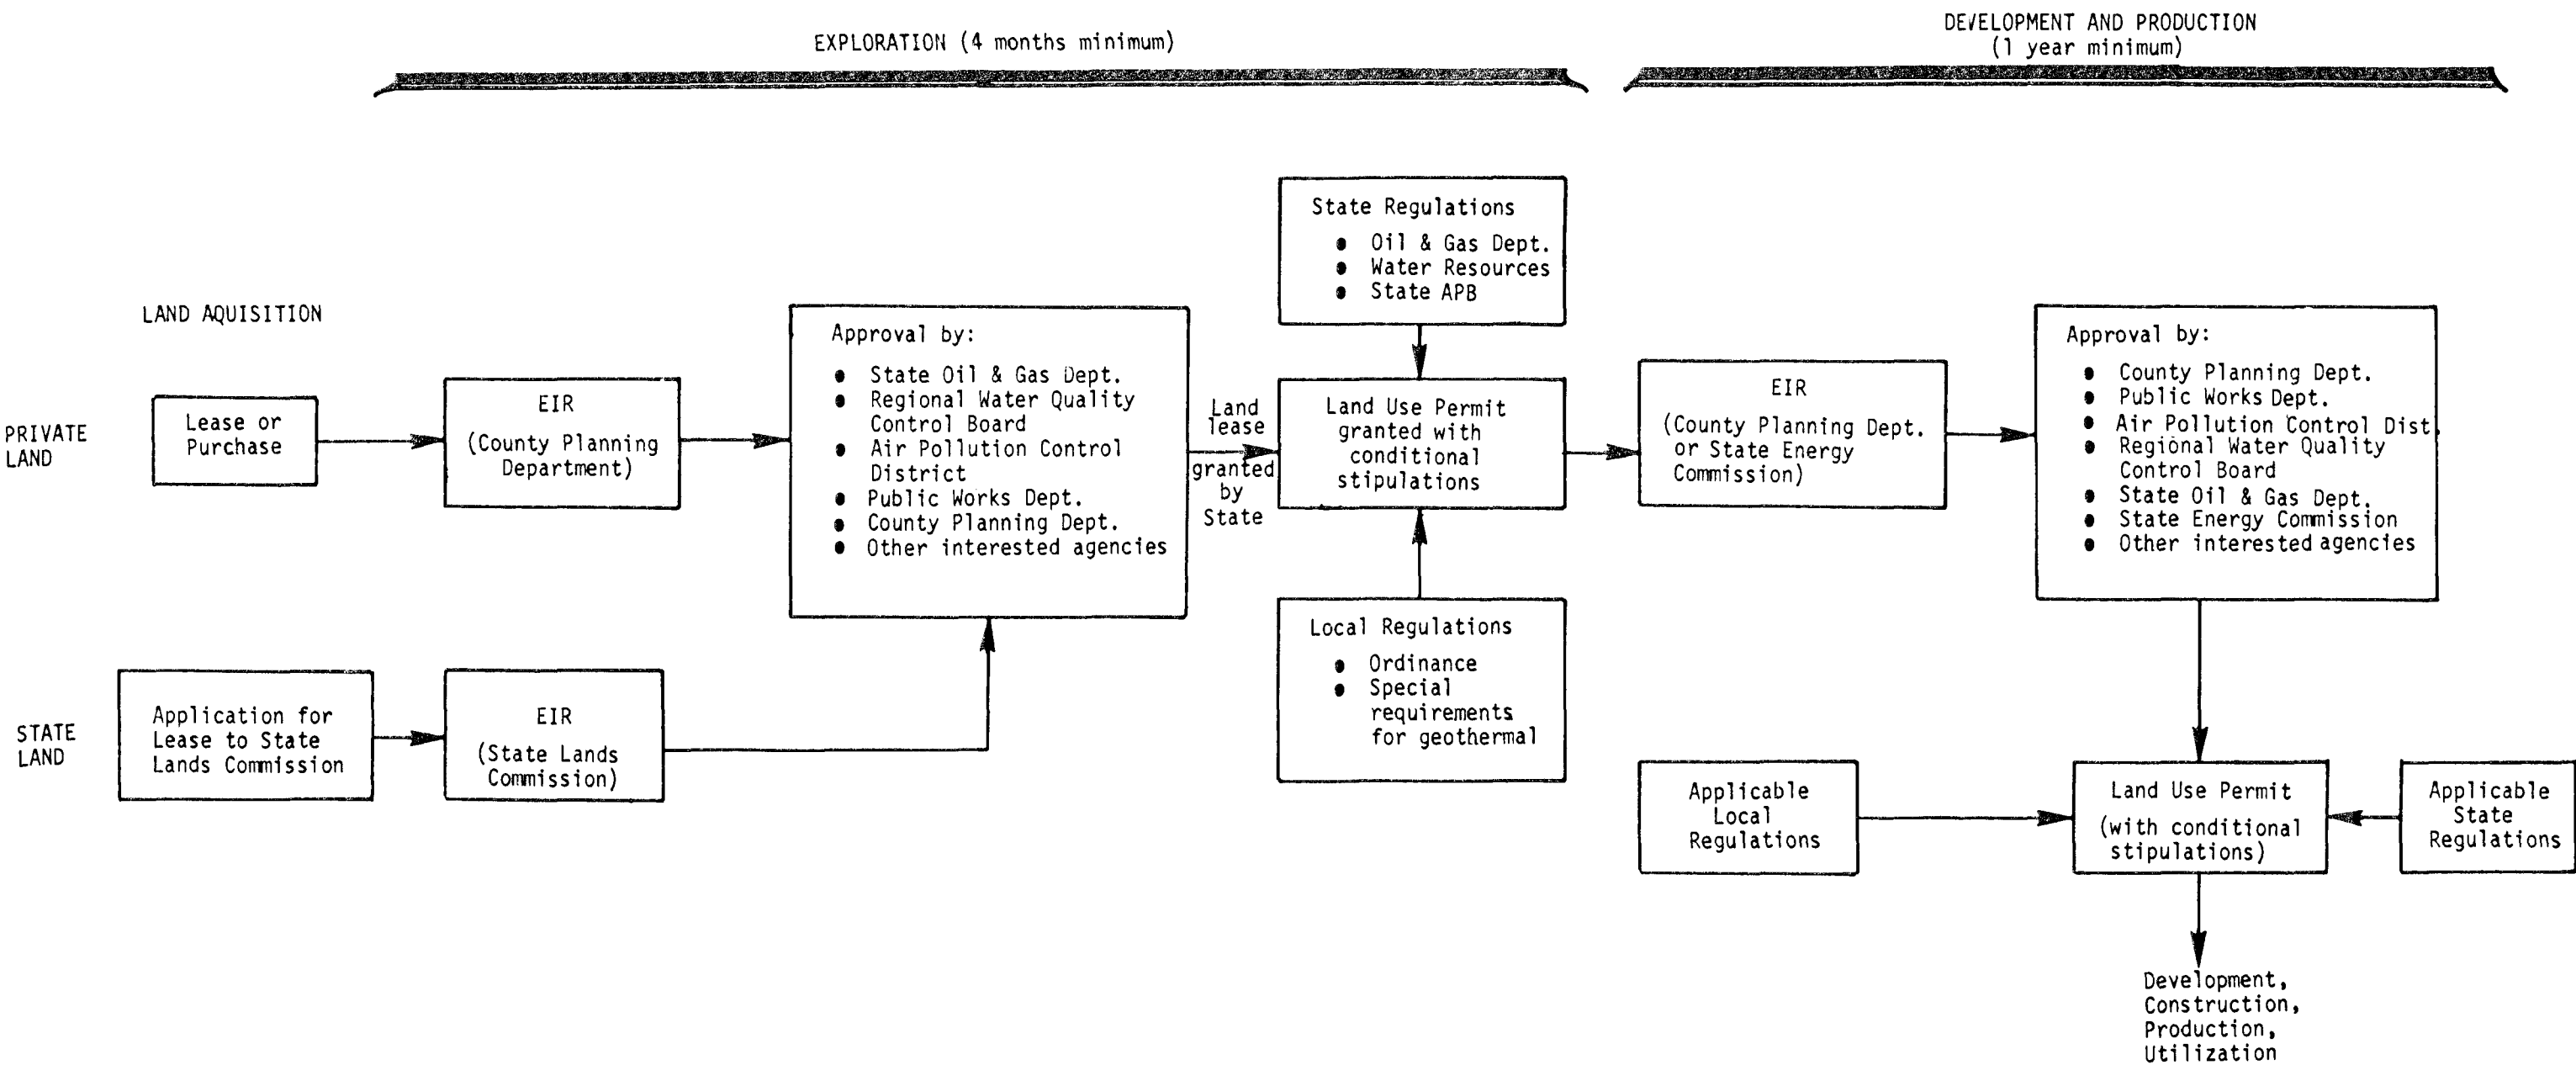 EXPLORATION (4 months minimum)
DEVELOPMENT AND PRODUCTION
(1 year minimum)
LAND AQUISITION
PRIVATE
LAND
Lease or
Purchase
EIR
(County Planning
Department)
Approval by:
● State Oil & Gas Dept.
● Regional Water Quality
Control Board
● Air Pollution Control
District
● Public Works Dept.
● County Planning Dept.
● Other interested agencies
Land
lease
granted
by
State
State Regulations
● Oil & Gas Dept.
● Water Resources
● State APB
Land Use Permit
granted with
conditional
stipulations
Local Regulations
● Ordinance
● Special
requirements
for geothermal
EIR
(County Planning Dept.
or State Energy
Commission)
Approval by:
● County Planning Dept.
● Public Works Dept.
● Air Pollution Control Dist.
● Regional Water Quality
Control Board
● State Oil & Gas Dept.
● State Energy Commission
● Other interested agencies
STATE
LAND
Application for
Lease to State
Lands Commission
EIR
(State Lands
Commission)
Applicable
Local
Regulations
Land Use Permit
(with conditional
stipulations)
Applicable
State
Regulations
Development,
Construction,
Production,
Utilization